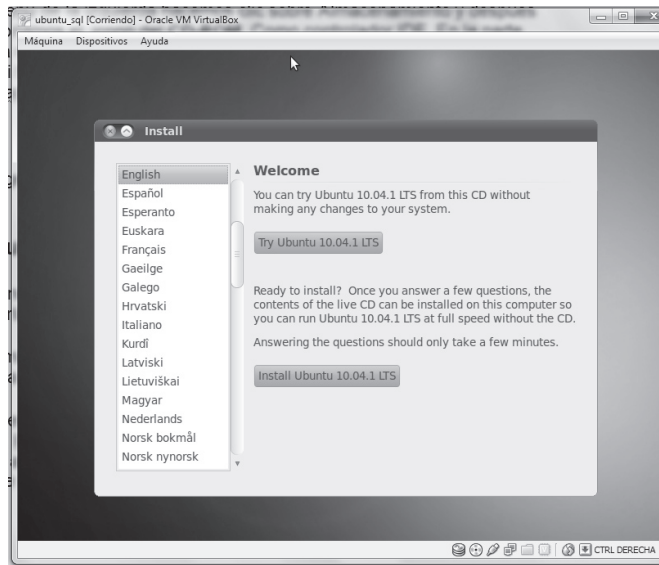 ubuntu_sql [Corriendo] - Oracle VM VirtualBox
Máquina Dispositivos Ayuda
Install
English
Español
Esperanto
Euskara
Français
Gaeilge
Galego
Hrvatski
Italiano
Kurdî
Latviski
Lietuviškai
Magyar
Nederlands
Norsk bokmål
Norsk nynorsk
Welcome
You can try Ubuntu 10.04.1 LTS from this CD without
making any changes to your system.
Try Ubuntu 10.04.1 LTS
Ready to install? Once you answer a few questions, the
contents of the live CD can be installed on this computer so
you can run Ubuntu 10.04.1 LTS at full speed without the CD.
Answering the questions should only take a few minutes.
Install Ubuntu 10.04.1 LTS
CTRL DERECHA